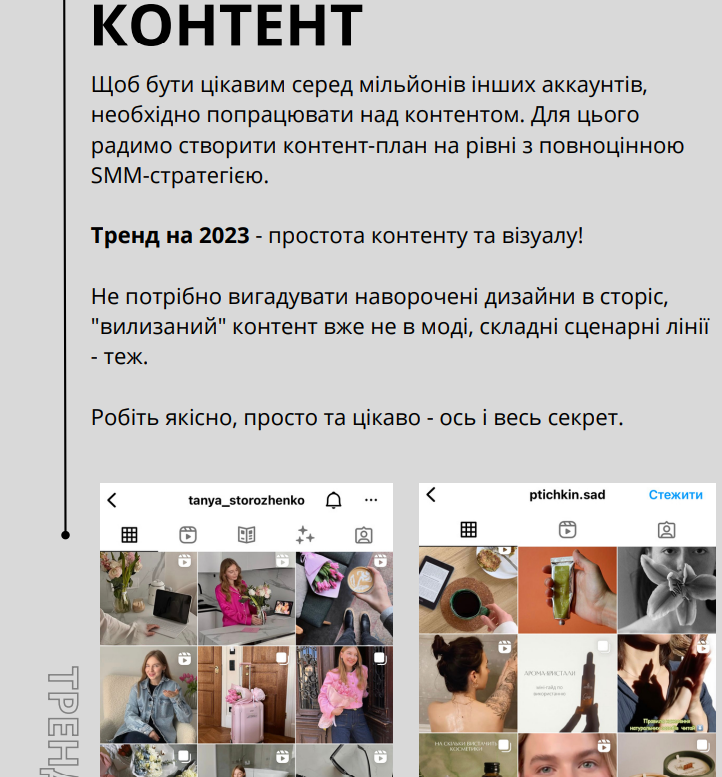 КОНТЕНТ
Щоб бути цікавим серед мільйонів інших аккаунтів,
необхідно попрацювати над контентом. Для цього
радимо створити контент-план на рівні з повноцінною
SMM-стратегією.
Тренд на 2023 - простота контенту та візуалу!
Не потрібно вигадувати наворочені дизайни в сторіс,
"вилизаний" контент вже не в моді, складні сценарні лінії
- теж.
Робіть якісно, просто та цікаво - ось і весь секрет.
tanya_storozhenko
ptichkin.sad
Стежити
АРОМАКРИСТАЛИ
використання
ТРЕНД